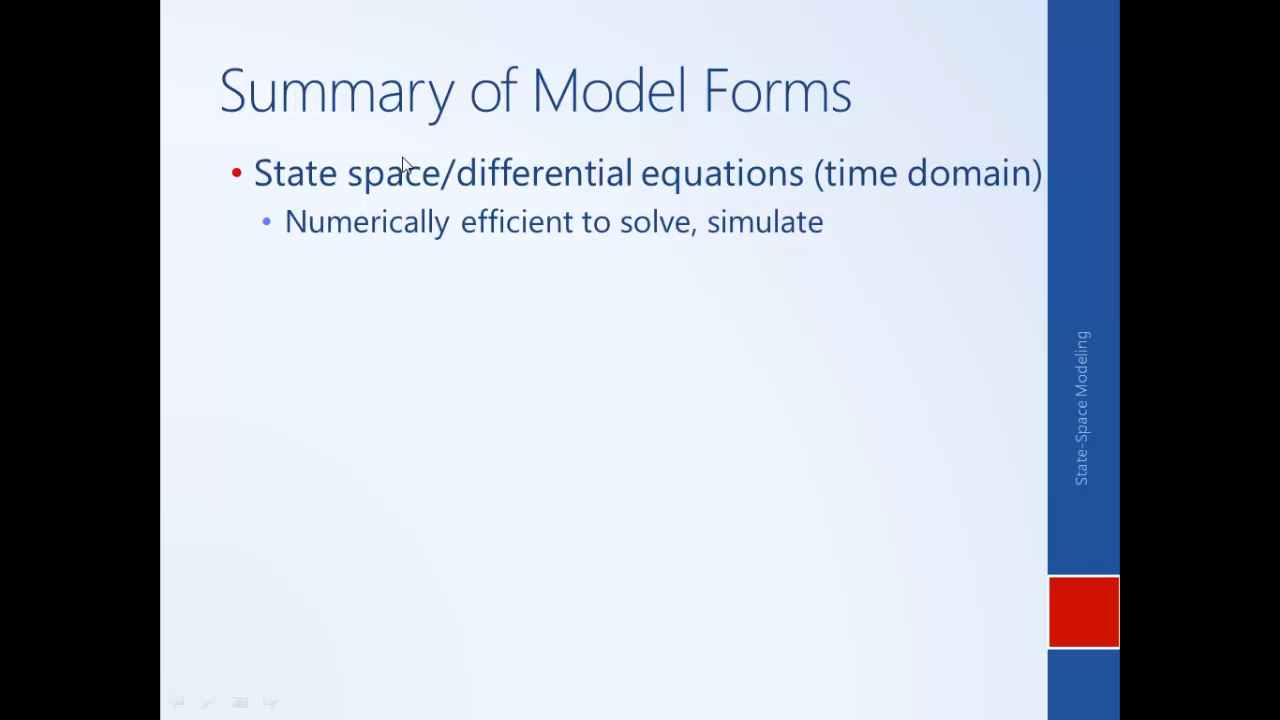 Summary of Model Forms
• State space/differential equations (time domain)
• Numerically efficient to solve, simulate
State-Space Modeling